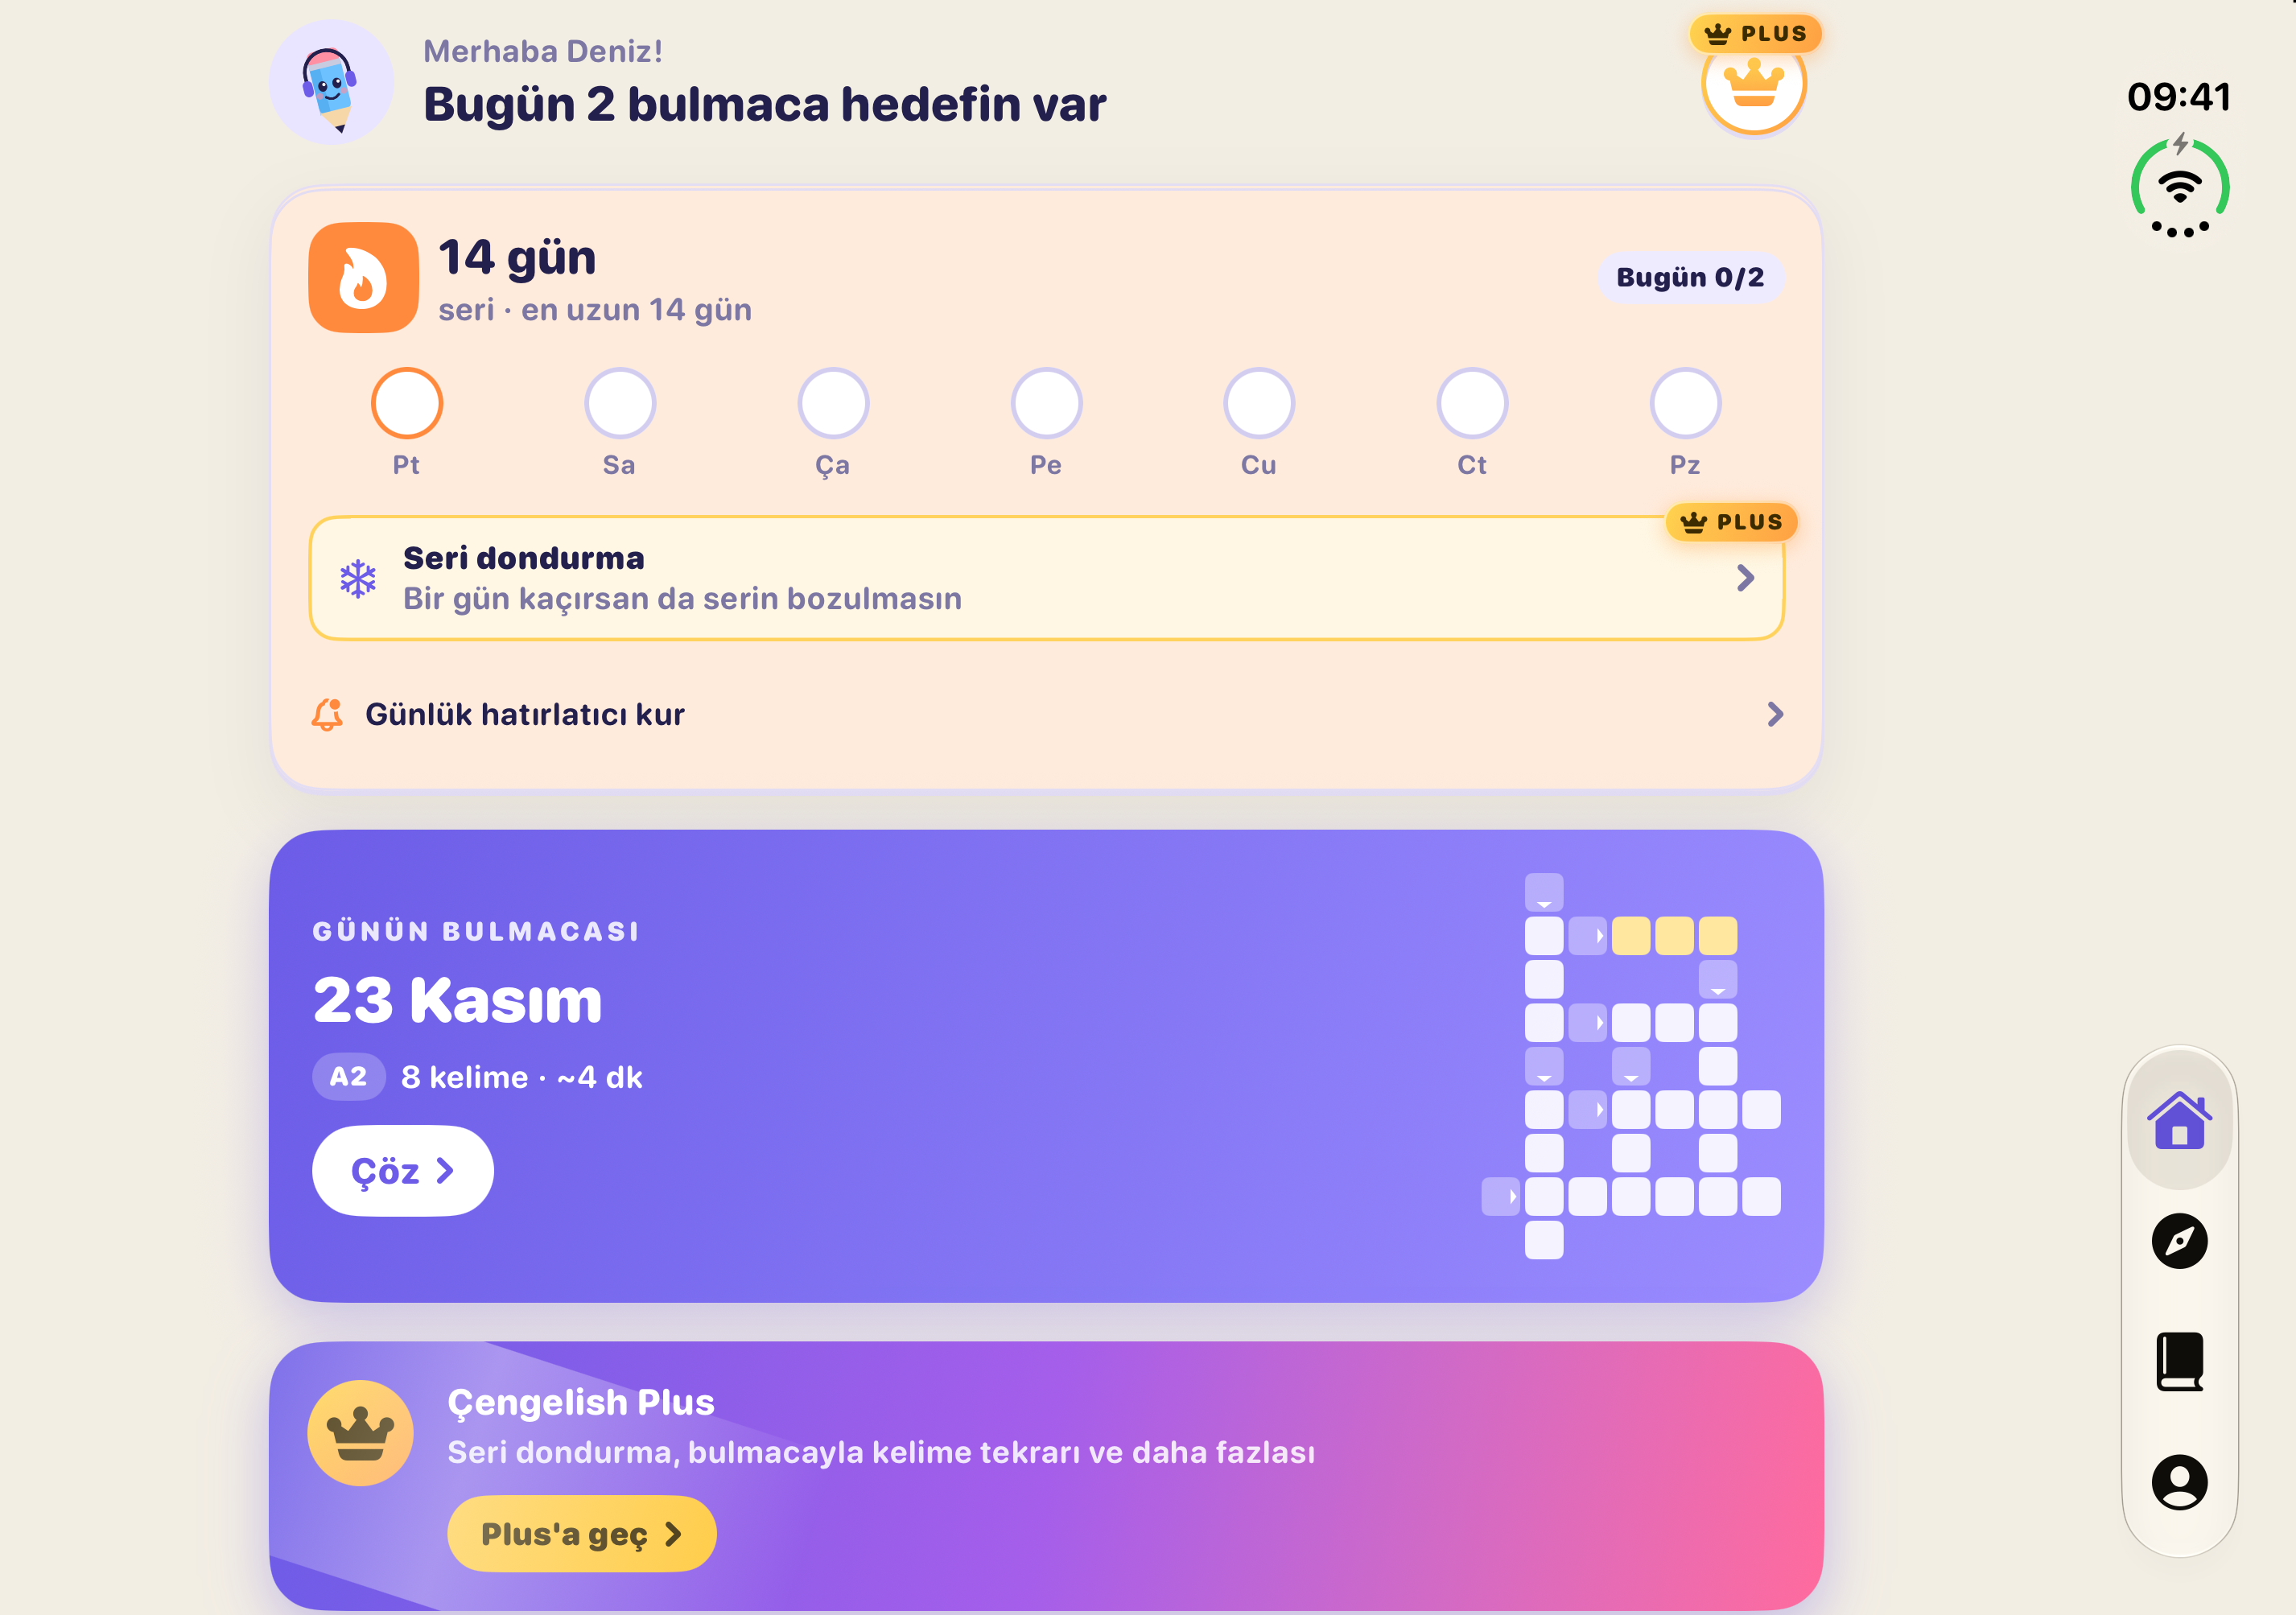 Merhaba Deniz!
Bugün 2 bulmaca hedefin var
PLUS
09:41
14 gün
seri · en uzun 14 gün
Bugün 0/2
Pt Sa Ça Pe Cu Ct Pz
PLUS
Seri dondurma
Bir gün kaçırsan da serin bozulmasın
Günlük hatırlatıcı kur
GÜNÜN BULMACASI
23 Kasım
A2 8 kelime · ~4 dk
Çöz
Çengelish Plus
Seri dondurma, bulmacayla kelime tekrarı ve daha fazlası
Plus'a geç